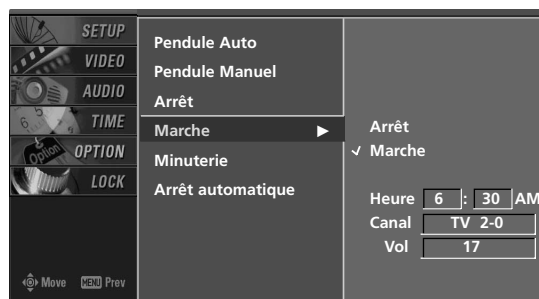 SETUP
VIDEO
AUDIO
TIME
OPTION
LOCK
Move MENU Prev
Pendule Auto
Pendule Manuel
Arrêt
Marche ►
Minuterie
Arrêt automatique
Arrêt
✓ Marche
Heure 6 : 30 AM
Canal TV 2-0
Vol 17